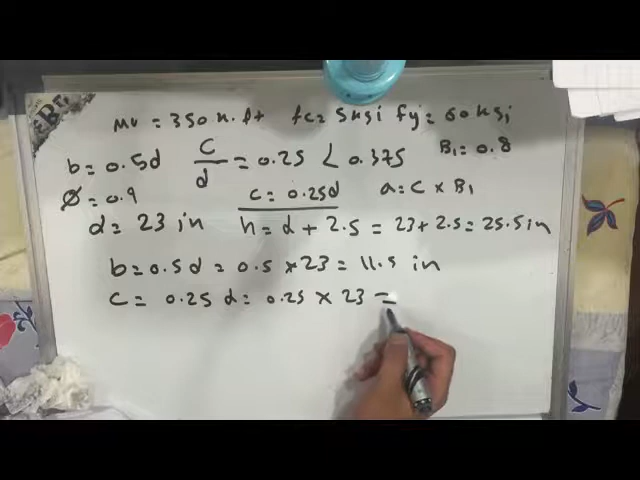 Mu = 350 k.ft fc = 5ksi fy = 60ksi
b = 0.5d c/d = 0.25 < 0.375 B1 = 0.8
Ø = 0.9 c = 0.25d a = c × B1
d = 23 in h = d + 2.5 = 23 + 2.5 = 25.5 in
b = 0.5 d = 0.5 × 23 = 11.5 in
c = 0.25 d = 0.25 × 23 =